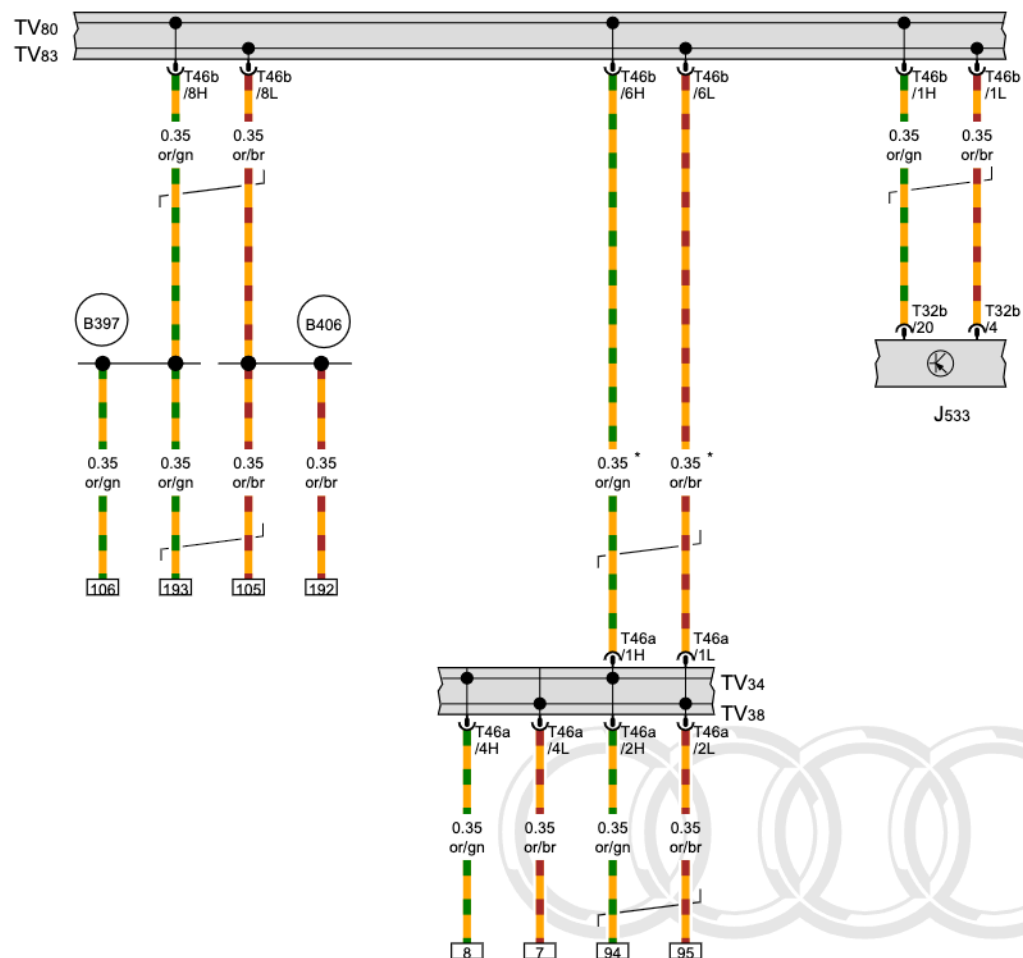 TV80
TV83
T46b
/8H
T46b
/8L
T46b
/6H
T46b
/6L
T46b
/1H
T46b
/1L
0.35
or/gn
0.35
or/br
0.35
or/gn
0.35
or/br
T32b
/20
T32b
/4
B397
B406
J533
0.35
or/gn
0.35
or/gn
0.35
or/br
0.35
or/br
0.35 *
or/gn
0.35 *
or/br
106
193
105
192
T46a
/1H
T46a
/1L
TV34
TV38
T46a
/4H
T46a
/4L
T46a
/2H
T46a
/2L
0.35
or/gn
0.35
or/br
0.35
or/gn
0.35
or/br
8
7
94
95